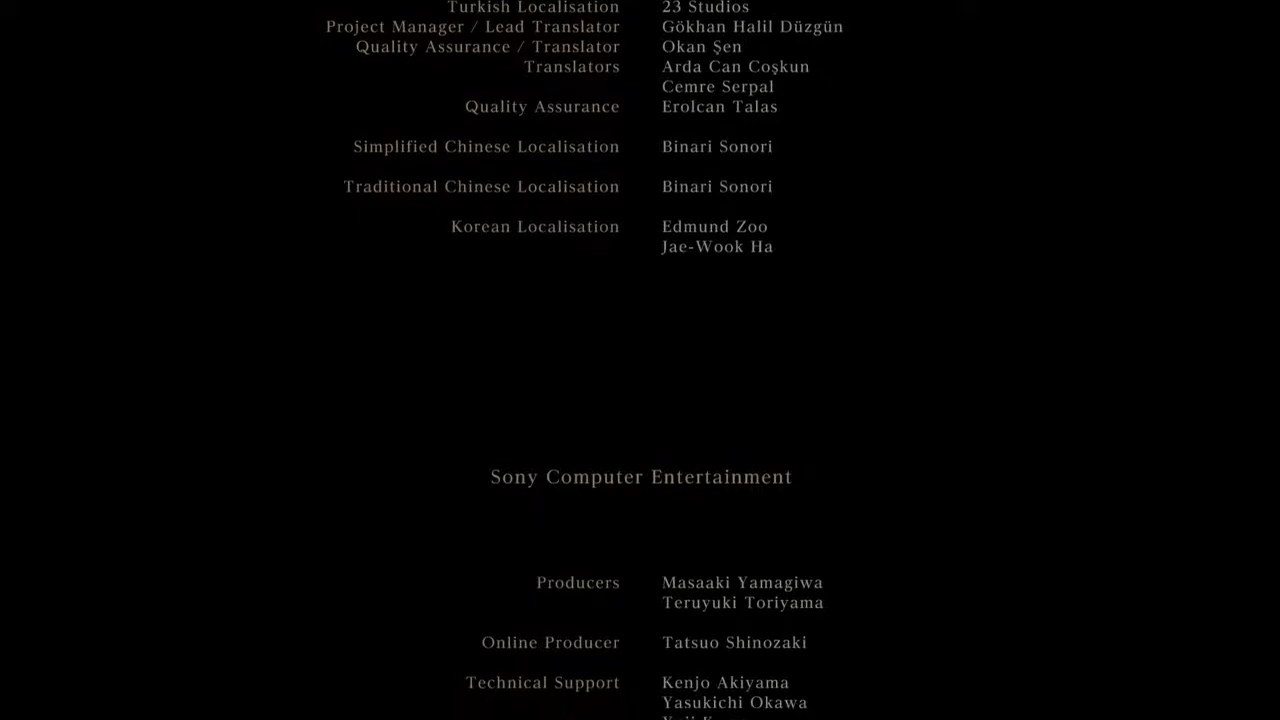 Turkish Localisation 23 Studios
Project Manager / Lead Translator Gökhan Halil Düzgün
Quality Assurance / Translator Okan Şen
Translators Arda Can Coşkun
Cemre Serpal
Quality Assurance Erolcan Talas
Simplified Chinese Localisation Binari Sonori
Traditional Chinese Localisation Binari Sonori
Korean Localisation Edmund Zoo
Jae-Wook Ha
Sony Computer Entertainment
Producers Masaaki Yamagiwa
Teruyuki Toriyama
Online Producer Tatsuo Shinozaki
Technical Support Kenjo Akiyama
Yasukichi Okawa